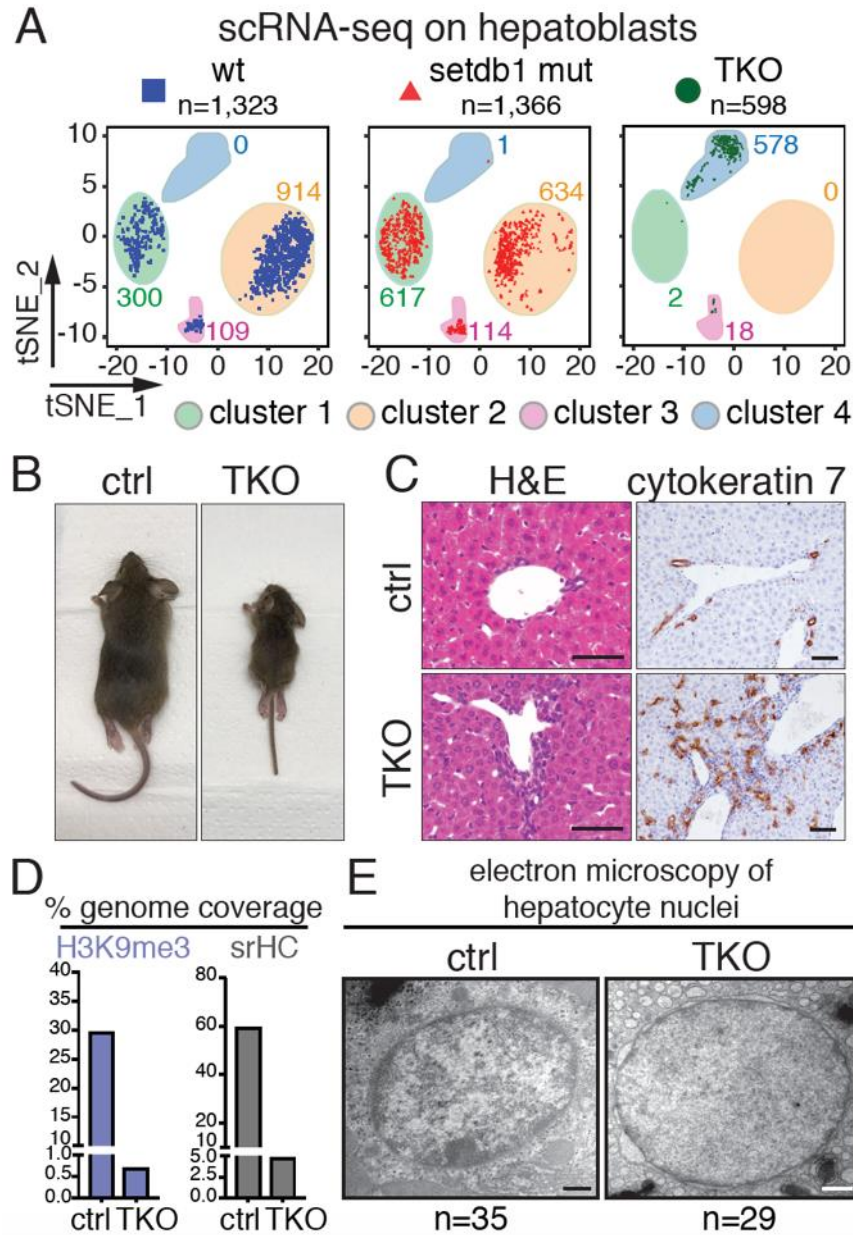 A
scRNA-seq on hepatoblasts
wt
n=1,323
setdb1 mut
n=1,366
TKO
n=598
10
5
0
-5
-10
tSNE_2
0
914
300
109
1
634
617
114
578
0
2
18
-20 -10 0 10 20
-20 -10 0 10 20
-20 -10 0 10 20
tSNE_1
cluster 1 cluster 2 cluster 3 cluster 4
B
ctrl TKO
C
H&E cytokeratin 7
ctrl
TKO
D
% genome coverage
H3K9me3 srHC
40
30
20
10
1.0
0.5
0.0
80
60
20
10
5.0
2.5
0.0
ctrl TKO
ctrl TKO
E
electron microscopy of
hepatocyte nuclei
ctrl TKO
n=35 n=29